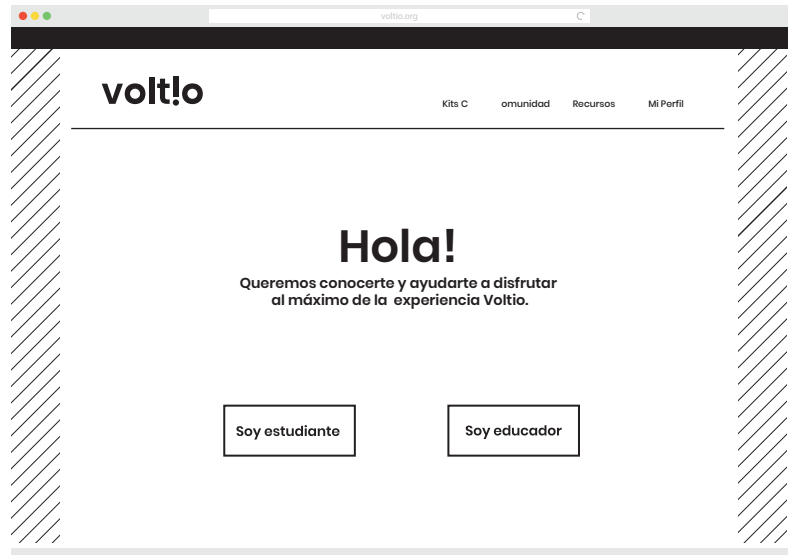 voltio.org
volt!o
Kits C omunidad Recursos Mi Perfil
Hola!
Queremos conocerte y ayudarte a disfrutar
al máximo de la experiencia Voltio.
Soy estudiante Soy educador